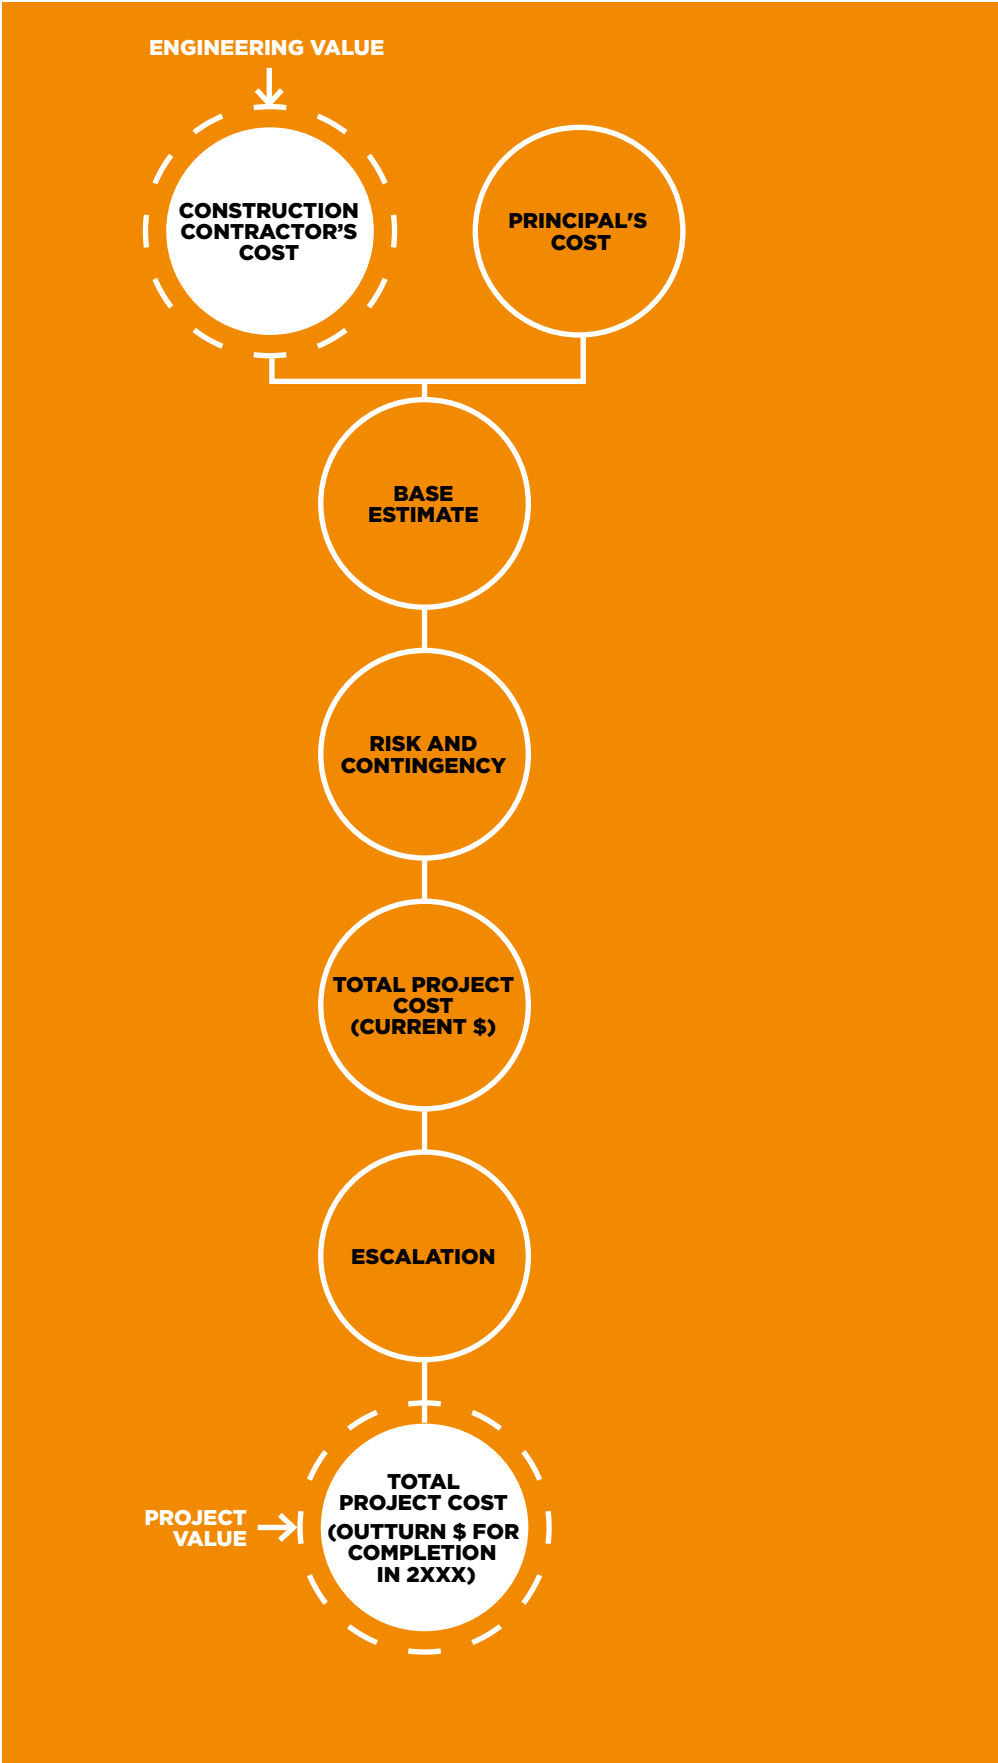 ENGINEERING VALUE
CONSTRUCTION
CONTRACTOR’S
COST
PRINCIPAL'S
COST
BASE
ESTIMATE
RISK AND
CONTINGENCY
TOTAL PROJECT
COST
(CURRENT $)
ESCALATION
TOTAL
PROJECT COST
(OUTTURN $ FOR
COMPLETION
IN 2XXX)
PROJECT
VALUE